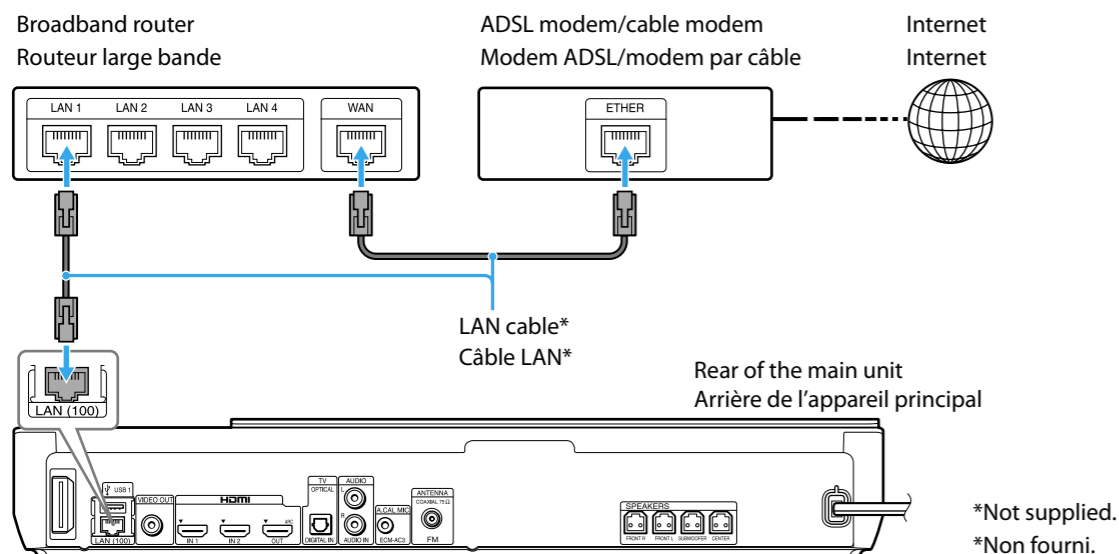 Broadband router
Routeur large bande
ADSL modem/cable modem
Modem ADSL/modem par câble
Internet
Internet
LAN 1 LAN 2 LAN 3 LAN 4 WAN
ETHER
LAN cable*
Câble LAN*
LAN (100)
Rear of the main unit
Arrière de l’appareil principal
USB 1
LAN (100)
VIDEO OUT
HDMI
IN 1 IN 2 OUT
ARC
TV
OPTICAL
DIGITAL IN
AUDIO
L
R
AUDIO IN
A.CAL MIC
ECM-AC3
ANTENNA
COAXIAL 75 Ω
FM
SPEAKERS
FRONT R FRONT L SUBWOOFER CENTER
*Not supplied.
*Non fourni.